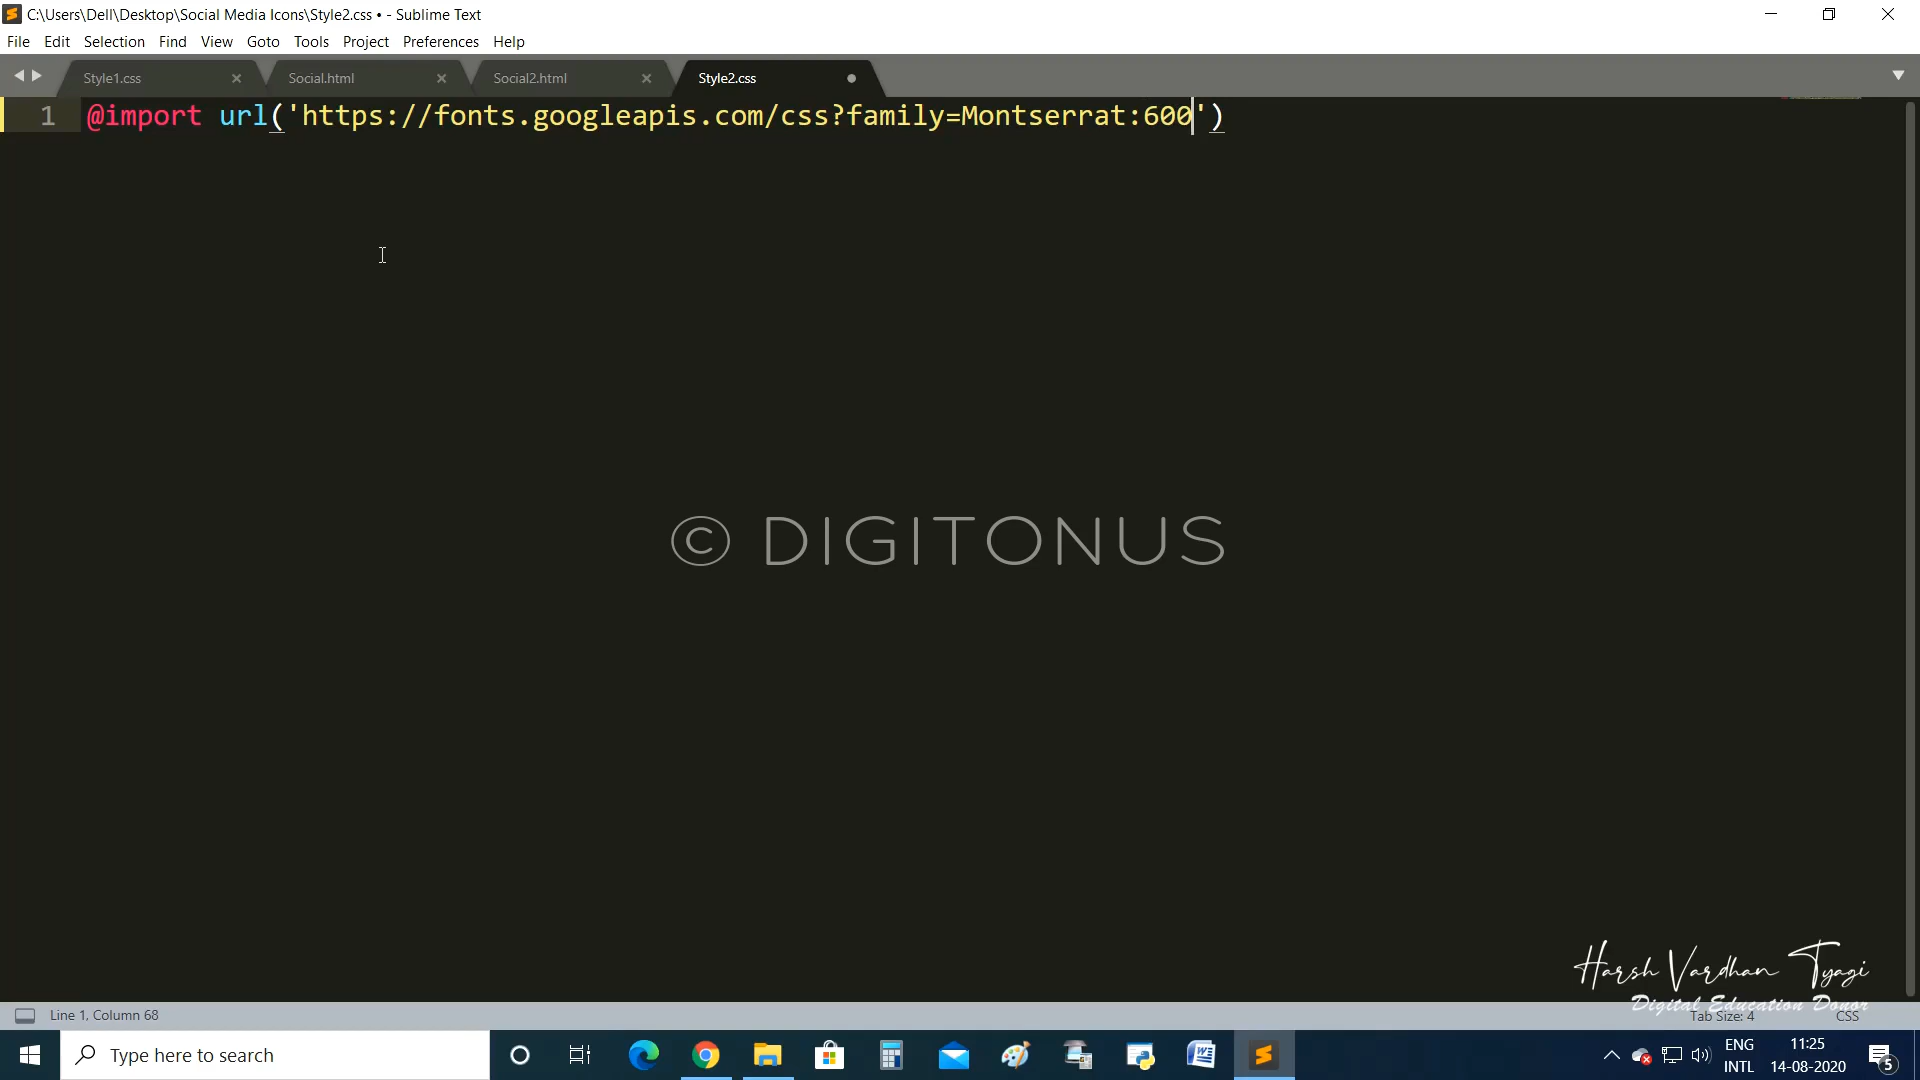 C:\Users\Dell\Desktop\Social Media Icons\Style2.css • - Sublime Text
File Edit Selection Find View Goto Tools Project Preferences Help
Style1.css Social.html Social2.html Style2.css
1 @import url('https://fonts.googleapis.com/css?family=Montserrat:600')
© DIGITONUS
Harsh Vardhan Tyagi
Digital Education Donor
Line 1, Column 68 Tab Size: 4 CSS
Type here to search
ENG 11:25
INTL 14-08-2020 5